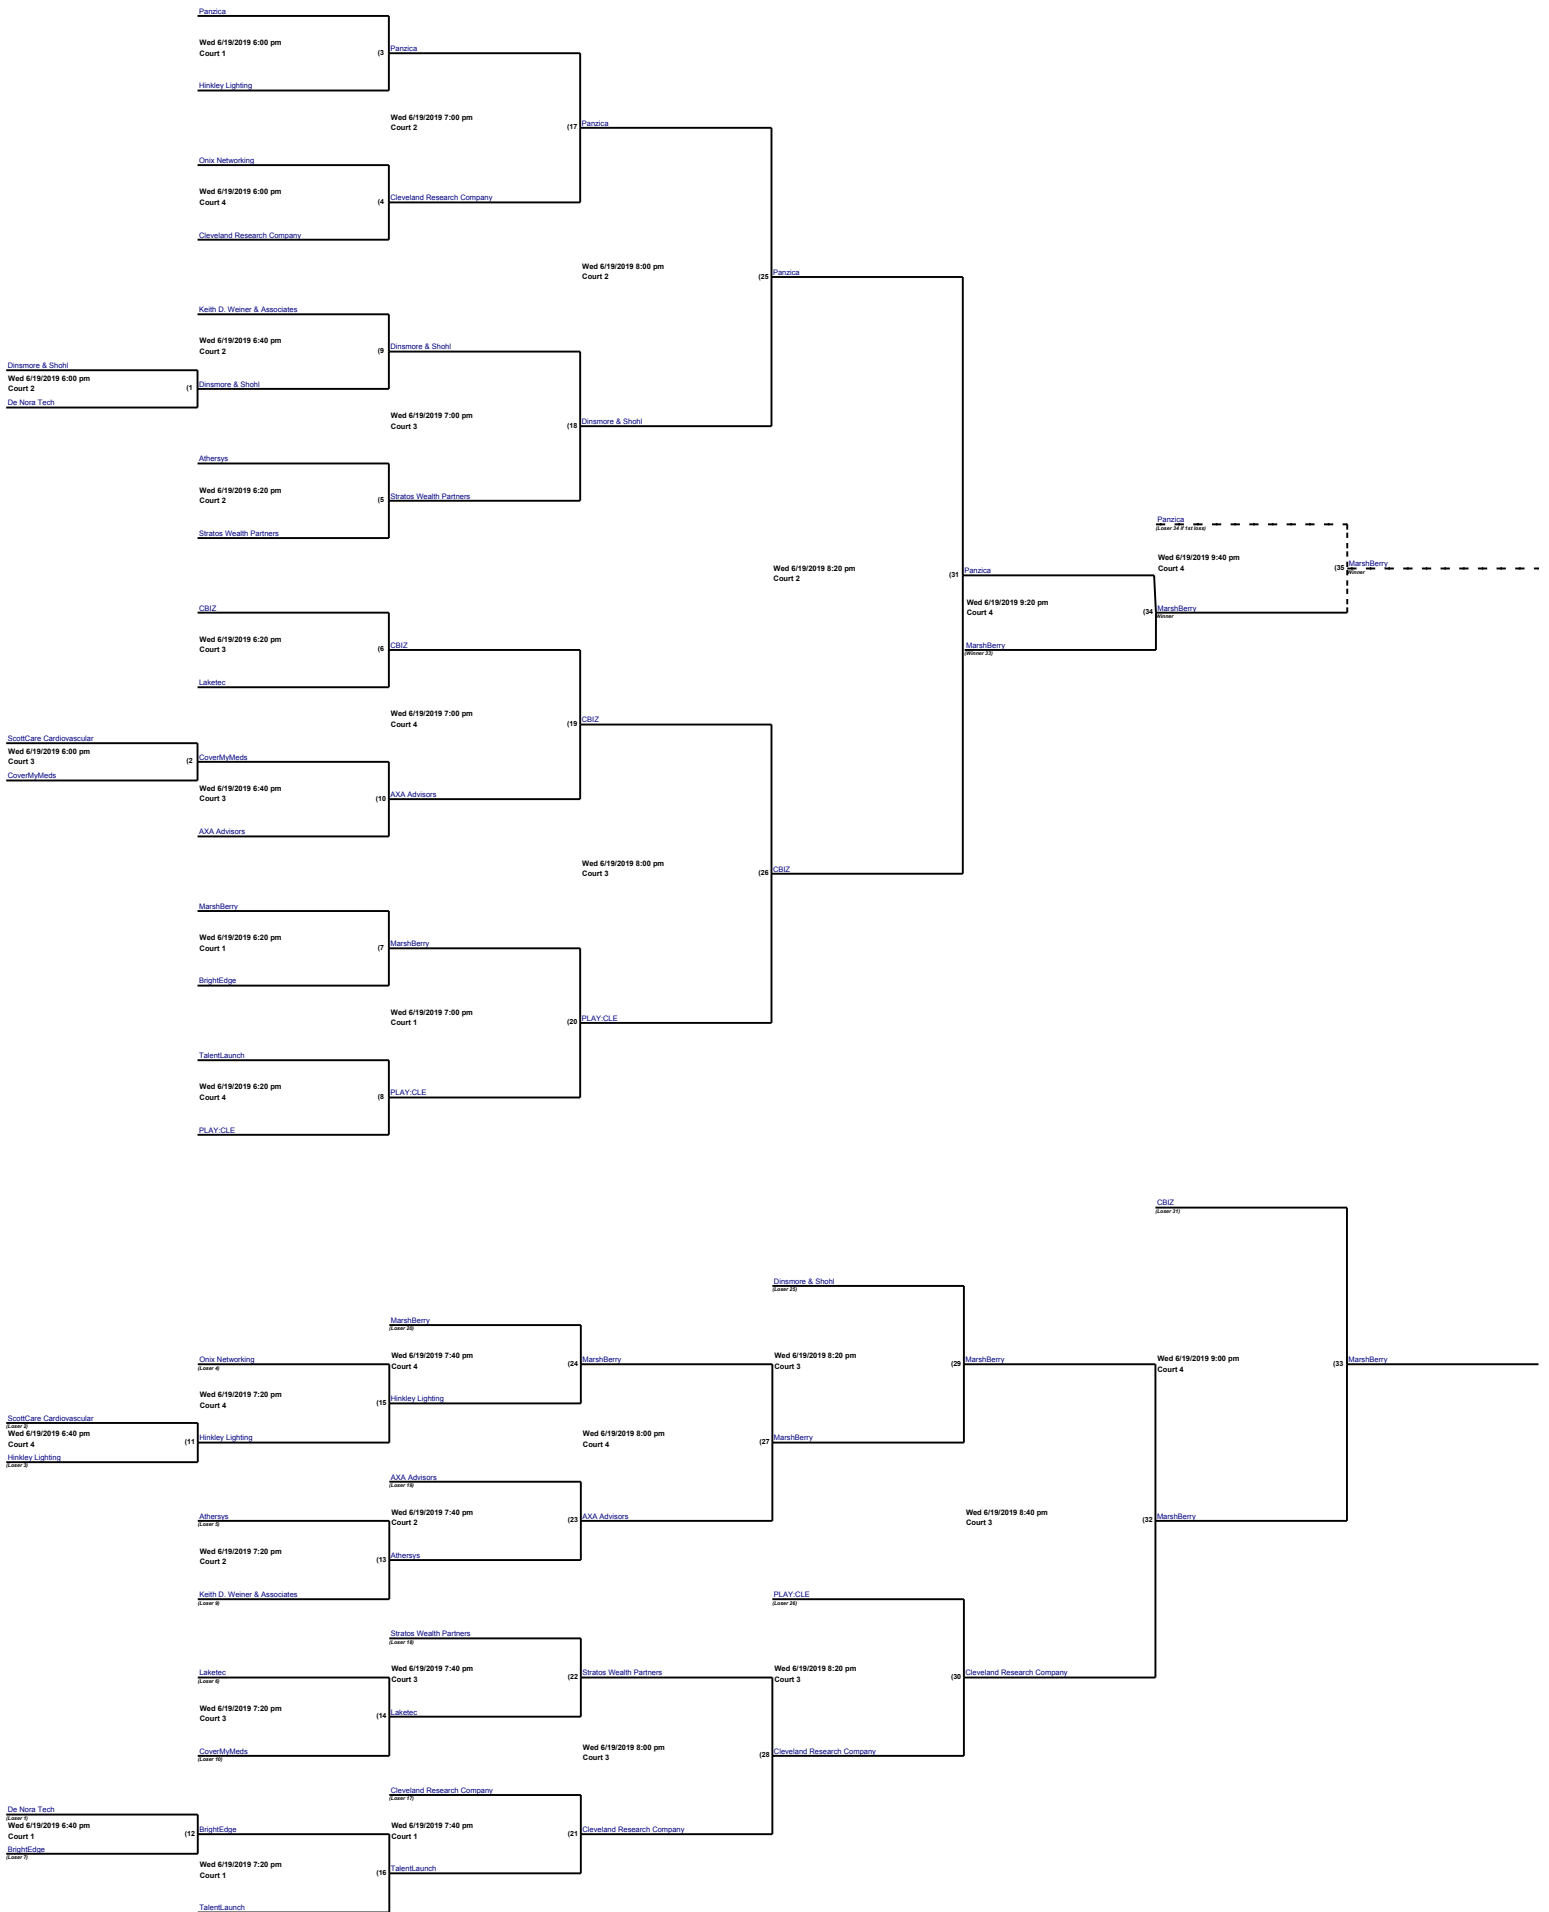 Panzica
Wed 6/19/2019 6:00 pm
Court 1
(3
Panzica
Hinkley Lighting
Wed 6/19/2019 7:00 pm
Court 2
(17
Panzica
Onix Networking
Wed 6/19/2019 6:00 pm
Court 4
(4
Cleveland Research Company
Cleveland Research Company
Wed 6/19/2019 8:00 pm
Court 2
(25
Panzica
Keith D. Weiner & Associates
Wed 6/19/2019 6:40 pm
Court 2
(9
Dinsmore & Shohl
Dinsmore & Shohl
Wed 6/19/2019 6:00 pm
Court 2
(1
Dinsmore & Shohl
De Nora Tech
Wed 6/19/2019 7:00 pm
Court 3
(18
Dinsmore & Shohl
Athersys
Wed 6/19/2019 6:20 pm
Court 2
(5
Stratos Wealth Partners
Stratos Wealth Partners
Panzica
(Loser 34 if 1st loss)
Wed 6/19/2019 9:40 pm
Court 4
(35
MarshBerry
Winner
Wed 6/19/2019 8:20 pm
Court 2
(31
Panzica
Wed 6/19/2019 9:20 pm
Court 4
(34
MarshBerry
Winner
MarshBerry
(Winner 33)
CBIZ
Wed 6/19/2019 6:20 pm
Court 3
(6
CBIZ
Laketec
Wed 6/19/2019 7:00 pm
Court 4
(19
CBIZ
ScottCare Cardiovascular
Wed 6/19/2019 6:00 pm
Court 3
(2
CoverMyMeds
CoverMyMeds
Wed 6/19/2019 6:40 pm
Court 3
(10
AXA Advisors
AXA Advisors
Wed 6/19/2019 8:00 pm
Court 3
(26
CBIZ
MarshBerry
Wed 6/19/2019 6:20 pm
Court 1
(7
MarshBerry
BrightEdge
Wed 6/19/2019 7:00 pm
Court 1
(20
PLAY:CLE
TalentLaunch
Wed 6/19/2019 6:20 pm
Court 4
(8
PLAY:CLE
PLAY:CLE
CBIZ
(Loser 31)
Dinsmore & Shohl
(Loser 25)
MarshBerry
(Loser 20)
Onix Networking
(Loser 4)
Wed 6/19/2019 7:40 pm
Court 4
(24
MarshBerry
Wed 6/19/2019 8:20 pm
Court 3
(29
MarshBerry
Wed 6/19/2019 9:00 pm
Court 4
(33
MarshBerry
Wed 6/19/2019 7:20 pm
Court 4
(15
Hinkley Lighting
ScottCare Cardiovascular
(Loser 2)
Wed 6/19/2019 6:40 pm
Court 4
(11
Hinkley Lighting
Hinkley Lighting
(Loser 3)
Wed 6/19/2019 8:00 pm
Court 4
(27
MarshBerry
AXA Advisors
(Loser 19)
Athersys
(Loser 5)
Wed 6/19/2019 7:40 pm
Court 2
(23
AXA Advisors
Wed 6/19/2019 8:40 pm
Court 3
(32
MarshBerry
Wed 6/19/2019 7:20 pm
Court 2
(13
Athersys
Keith D. Weiner & Associates
(Loser 9)
PLAY:CLE
(Loser 26)
Stratos Wealth Partners
(Loser 18)
Laketec
(Loser 6)
Wed 6/19/2019 7:40 pm
Court 3
(22
Stratos Wealth Partners
Wed 6/19/2019 8:20 pm
Court 3
(30
Cleveland Research Company
Wed 6/19/2019 7:20 pm
Court 3
(14
Laketec
CoverMyMeds
(Loser 10)
Wed 6/19/2019 8:00 pm
Court 3
(28
Cleveland Research Company
Cleveland Research Company
(Loser 17)
De Nora Tech
(Loser 1)
Wed 6/19/2019 6:40 pm
Court 1
(12
BrightEdge
Wed 6/19/2019 7:40 pm
Court 1
(21
Cleveland Research Company
BrightEdge
(Loser 7)
Wed 6/19/2019 7:20 pm
Court 1
(16
TalentLaunch
TalentLaunch